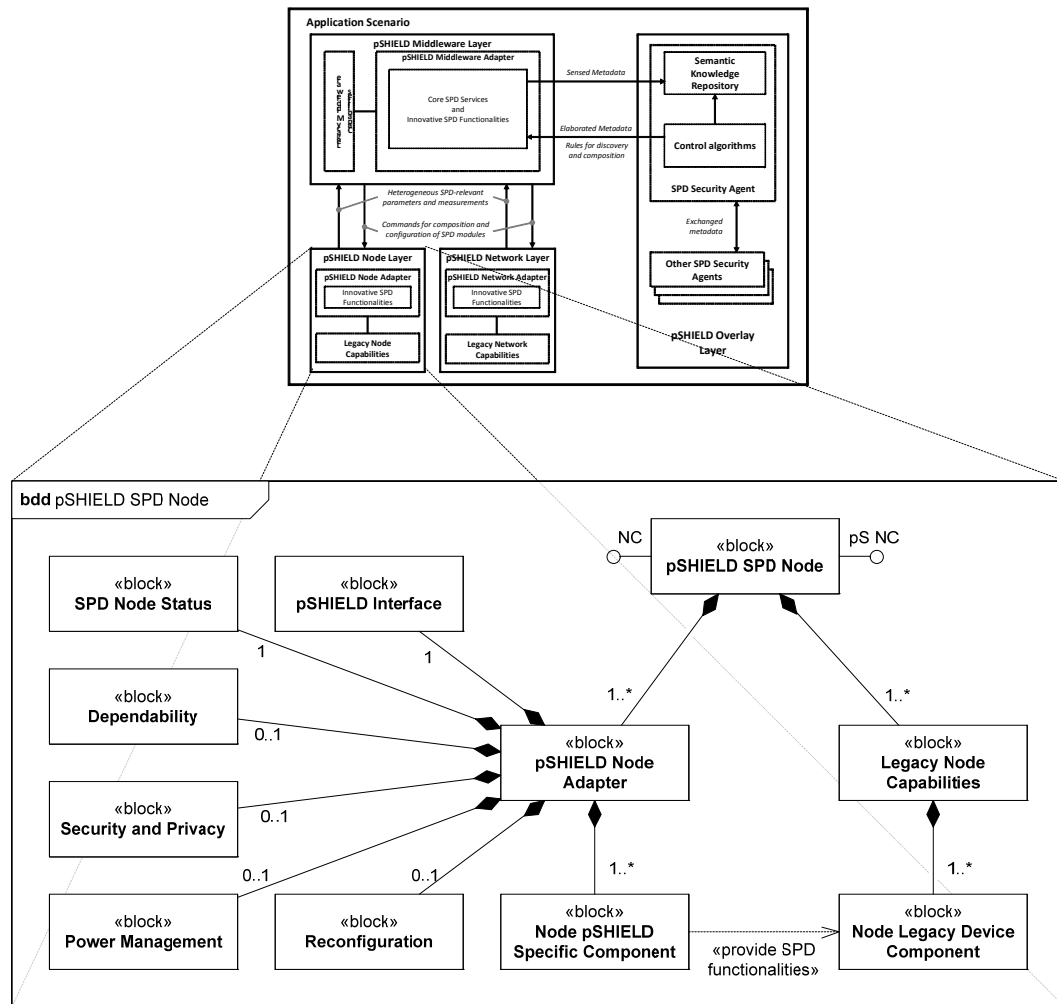 Application Scenario
pSHIELD Middleware Layer
pSHIELD Middleware Adapter
Core SPD Services
and
Innovative SPD Functionalities
Sensed Metadata
Elaborated Metadata
Rules for discovery
and composition
Semantic
Knowledge
Repository
Control algorithms
SPD Security Agent
Exchanged
metadata
Other SPD Security
Agents
pSHIELD Overlay
Layer
Heterogeneous SPD-relevant
parameters and measurements
Commands for composition and
configuration of SPD modules
pSHIELD Node Layer
pSHIELD Node Adapter
Innovative SPD
Functionalities
Legacy Node
Capabilities
pSHIELD Network Layer
pSHIELD Network Adapter
Innovative SPD
Functionalities
Legacy Network
Capabilities
bdd pSHIELD SPD Node
NC
«block»
pSHIELD SPD Node
pS NC
«block»
SPD Node Status
«block»
pSHIELD Interface
1
1
1..*
1..*
«block»
Dependability
0..1
«block»
pSHIELD Node
Adapter
«block»
Legacy Node
Capabilities
«block»
Security and Privacy
0..1
0..1
0..1
1..*
1..*
«block»
Power Management
«block»
Reconfiguration
«block»
Node pSHIELD
Specific Component
«provide SPD
functionalities»
«block»
Node Legacy Device
Component